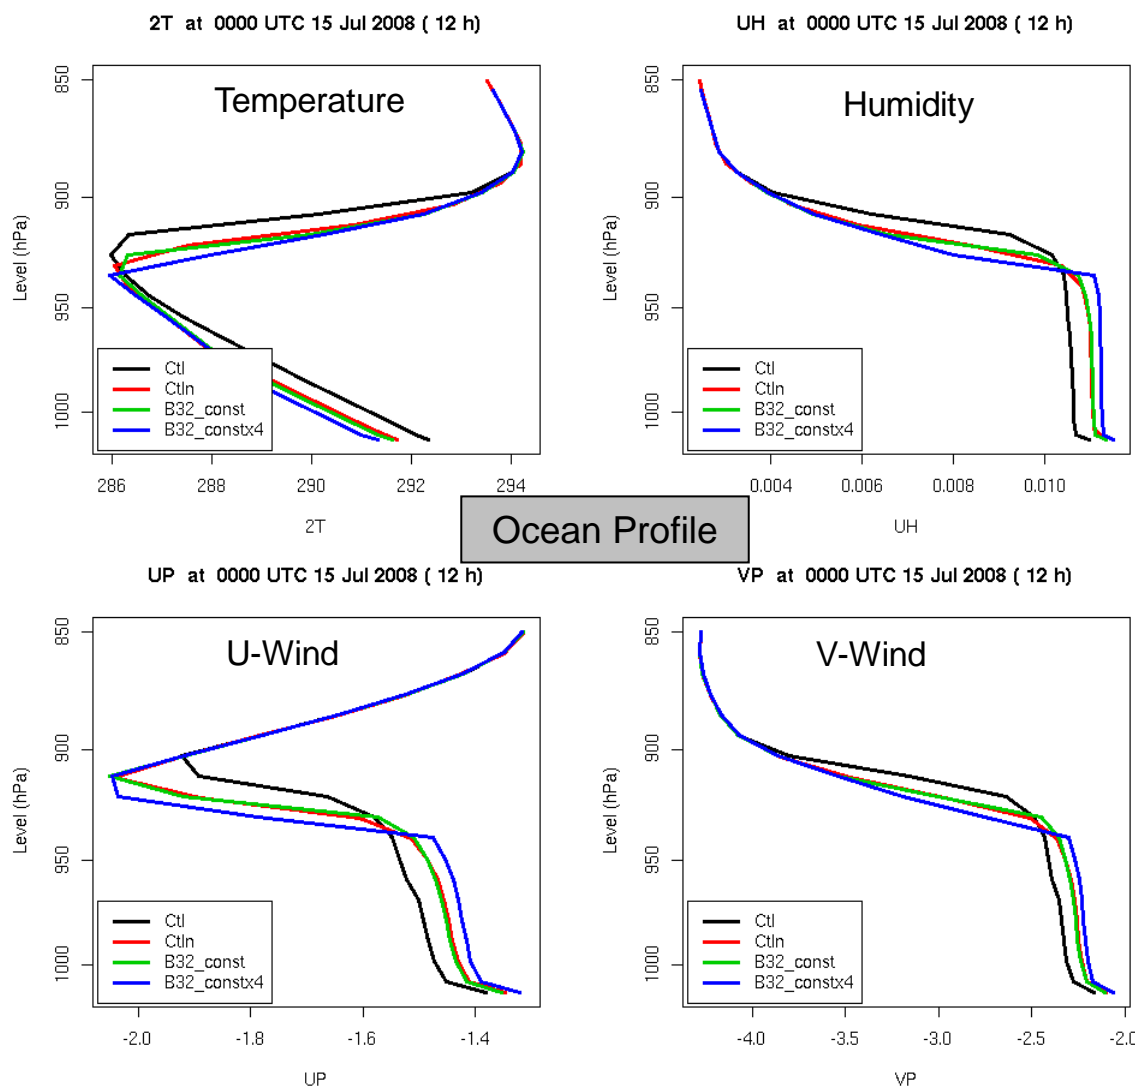 2T at 0000 UTC 15 Jul 2008 ( 12 h)
Temperature
Level (hPa)
850
900
950
1000
Ctl
Ctln
B32_const
B32_constx4
286
288
290
292
294
2T
UH at 0000 UTC 15 Jul 2008 ( 12 h)
Humidity
Level (hPa)
850
900
950
1000
Ctl
Ctln
B32_const
B32_constx4
0.004
0.006
0.008
0.010
UH
Ocean Profile
UP at 0000 UTC 15 Jul 2008 ( 12 h)
U-Wind
Level (hPa)
850
900
950
1000
Ctl
Ctln
B32_const
B32_constx4
-2.0
-1.8
-1.6
-1.4
UP
VP at 0000 UTC 15 Jul 2008 ( 12 h)
V-Wind
Level (hPa)
850
900
950
1000
Ctl
Ctln
B32_const
B32_constx4
-4.0
-3.5
-3.0
-2.5
-2.0
VP